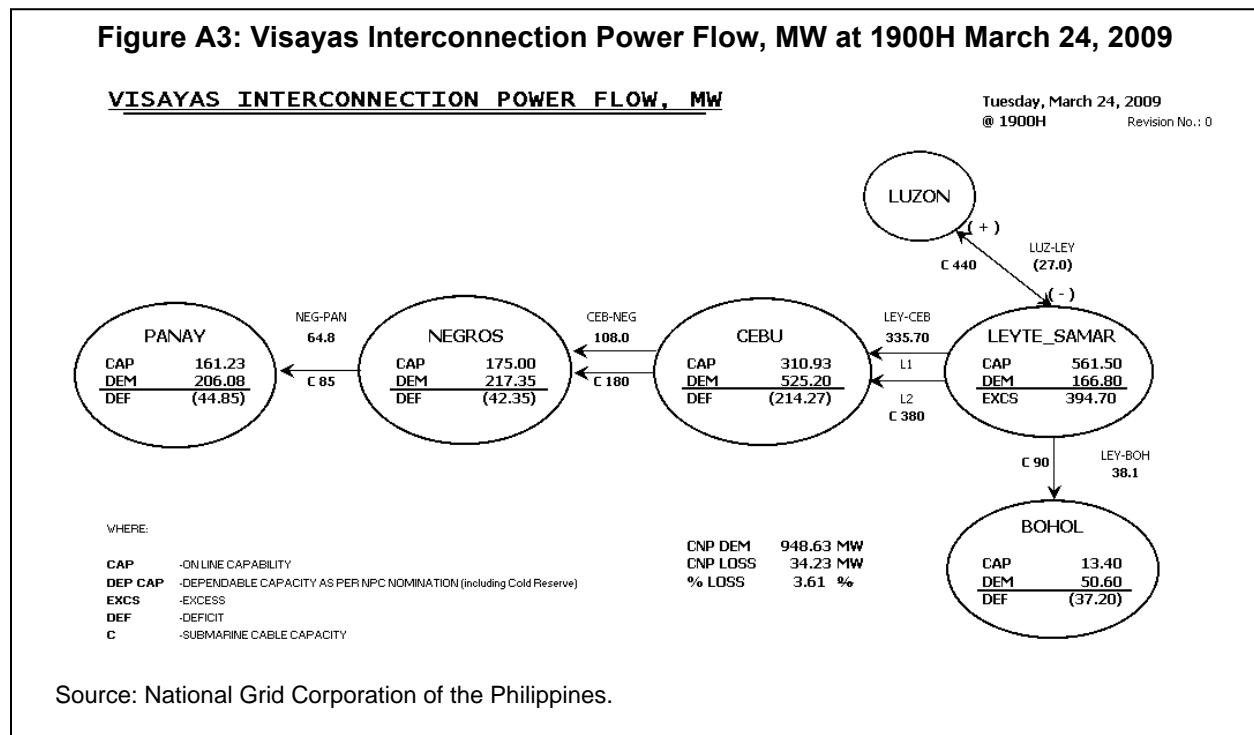 Figure A3: Visayas Interconnection Power Flow, MW at 1900H March 24, 2009
VISAYAS INTERCONNECTION POWER FLOW, MW
Tuesday, March 24, 2009
@ 1900H Revision No.: 0
LUZON
( + )
LUZ-LEY
C 440 (27.0)
( - )
PANAY
CAP 161.23
DEM 206.08
DEF (44.85)
NEG-PAN
64.8
C 85
NEGROS
CAP 175.00
DEM 217.35
DEF (42.35)
CEB-NEG
108.0
C 180
CEBU
CAP 310.93
DEM 525.20
DEF (214.27)
LEY-CEB
335.70
L1
L2
C 380
LEYTE_SAMAR
CAP 561.50
DEM 166.80
EXCS 394.70
C 90 LEY-BOH
38.1
BOHOL
CAP 13.40
DEM 50.60
DEF (37.20)
WHERE:
CAP -ON LINE CAPABILITY
DEP CAP -DEPENDABLE CAPACITY AS PER NPC NOMINATION (including Cold Reserve)
EXCS -EXCESS
DEF -DEFICIT
C -SUBMARINE CABLE CAPACITY
CNP DEM 948.63 MW
CNP LOSS 34.23 MW
% LOSS 3.61 %
Source: National Grid Corporation of the Philippines.